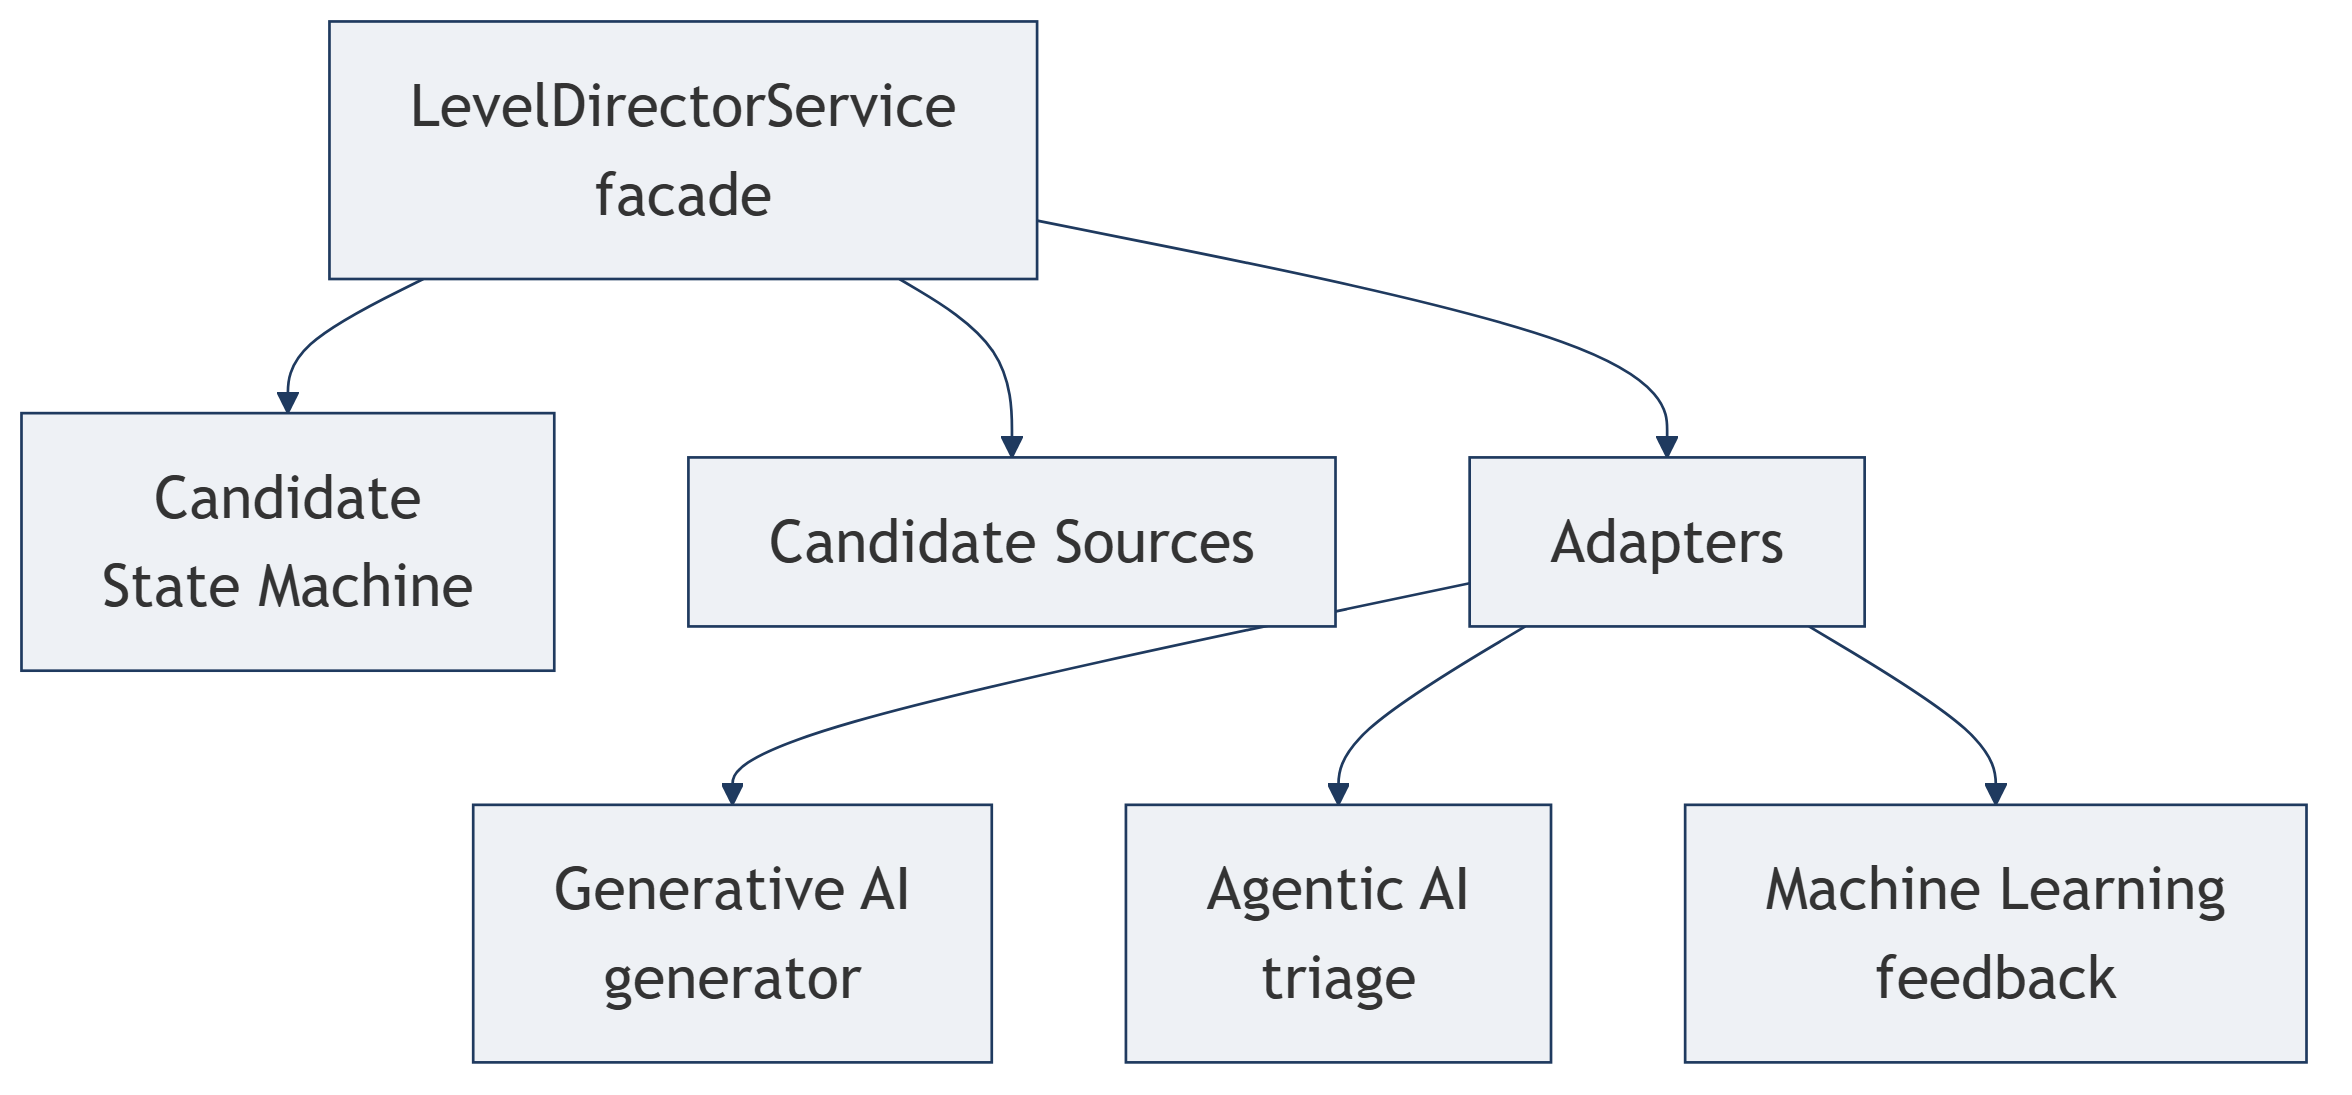 LevelDirectorService
facade
Candidate
State Machine
Candidate Sources
Adapters
Generative AI
generator
Agentic AI
triage
Machine Learning
feedback